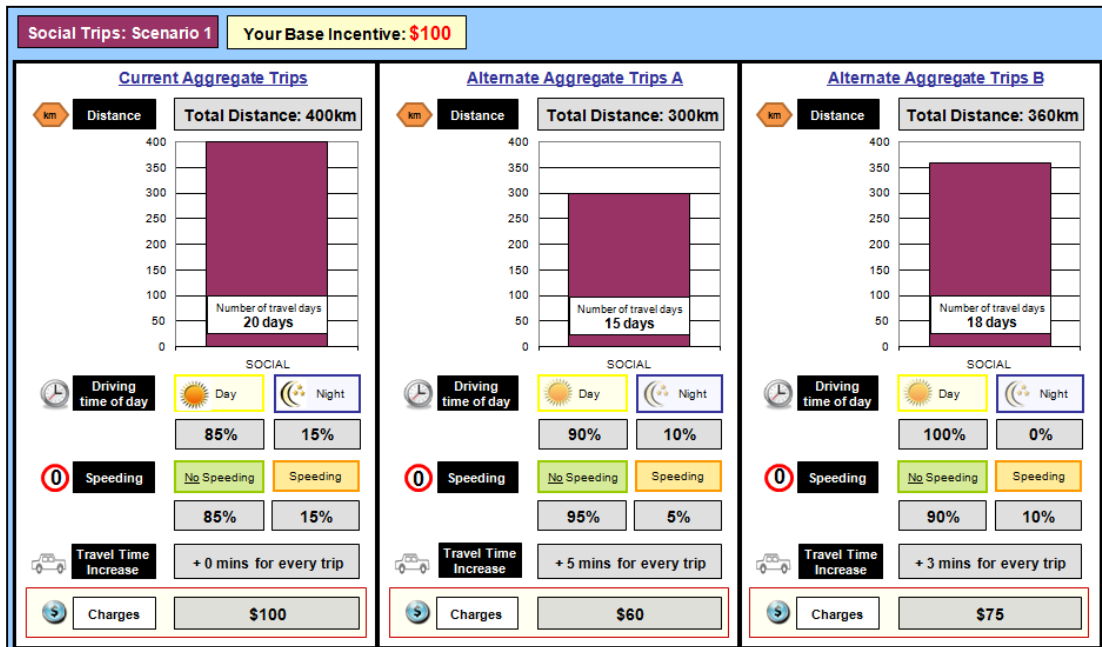 Social Trips: Scenario 1
Your Base Incentive: $100
Current Aggregate Trips
km
Distance
Total Distance: 400km
400
350
300
250
200
150
100
50
0
Number of travel days
20 days
SOCIAL
Driving
time of day
Day
Night
85%
15%
0
Speeding
No Speeding
Speeding
85%
15%
Travel Time
Increase
+ 0 mins for every trip
$
Charges
$100
Alternate Aggregate Trips A
km
Distance
Total Distance: 300km
400
350
300
250
200
150
100
50
0
Number of travel days
15 days
SOCIAL
Driving
time of day
Day
Night
90%
10%
0
Speeding
No Speeding
Speeding
95%
5%
Travel Time
Increase
+ 5 mins for every trip
$
Charges
$60
Alternate Aggregate Trips B
km
Distance
Total Distance: 360km
400
350
300
250
200
150
100
50
0
Number of travel days
18 days
SOCIAL
Driving
time of day
Day
Night
100%
0%
0
Speeding
No Speeding
Speeding
90%
10%
Travel Time
Increase
+ 3 mins for every trip
$
Charges
$75